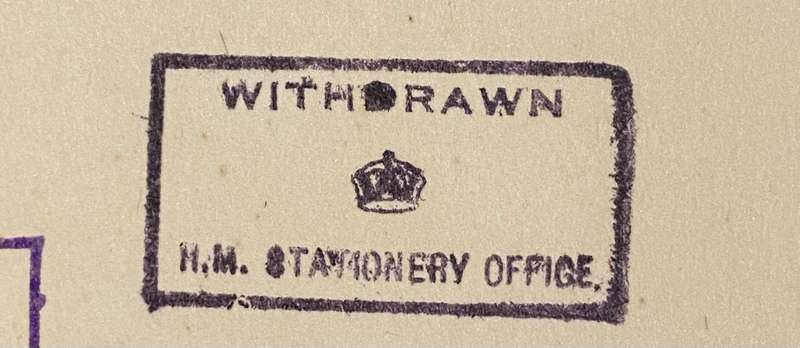 WITHDRAWN
H.M. STATIONERY OFFICE.